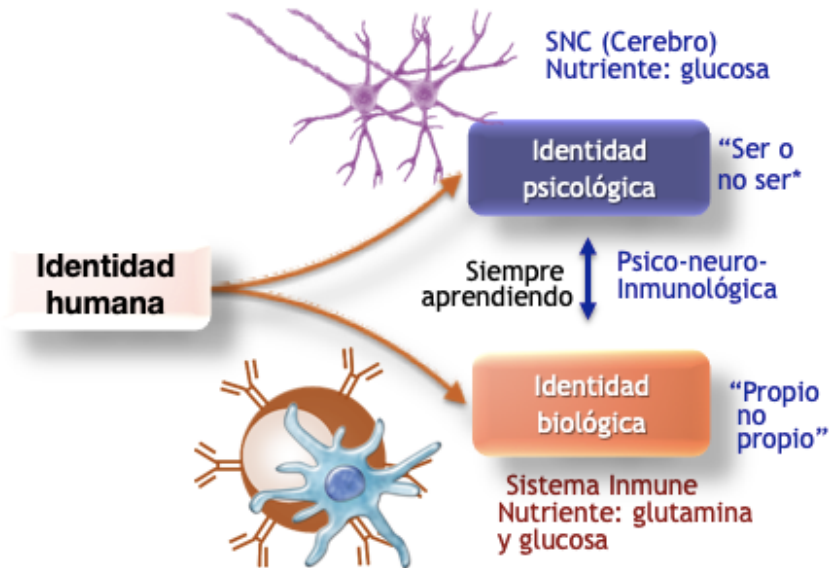 SNC (Cerebro)
Nutriente: glucosa
Identidad
psicológica
“Ser o
no ser*
Identidad
humana
Siempre
aprendiendo
Psico-neuro-
Inmunológica
Identidad
biológica
“Propio
no
propio”
Sistema Inmune
Nutriente: glutamina
y glucosa